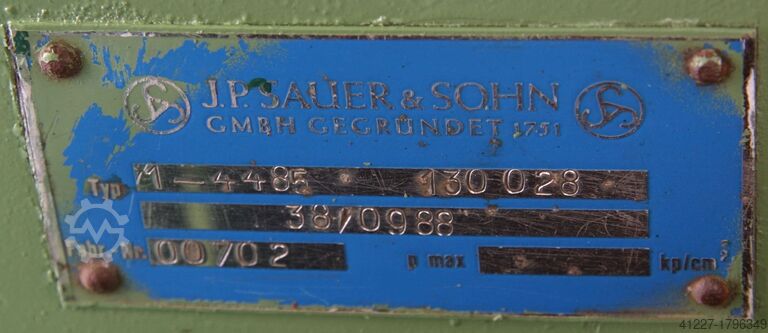 J.P. SAUER & SOHN
GMBH GEGRÜNDET 1751
Typ M-4485 130 028
38/0988
Fabr. Nr. 00702 p max kp/cm²
41227-1796349